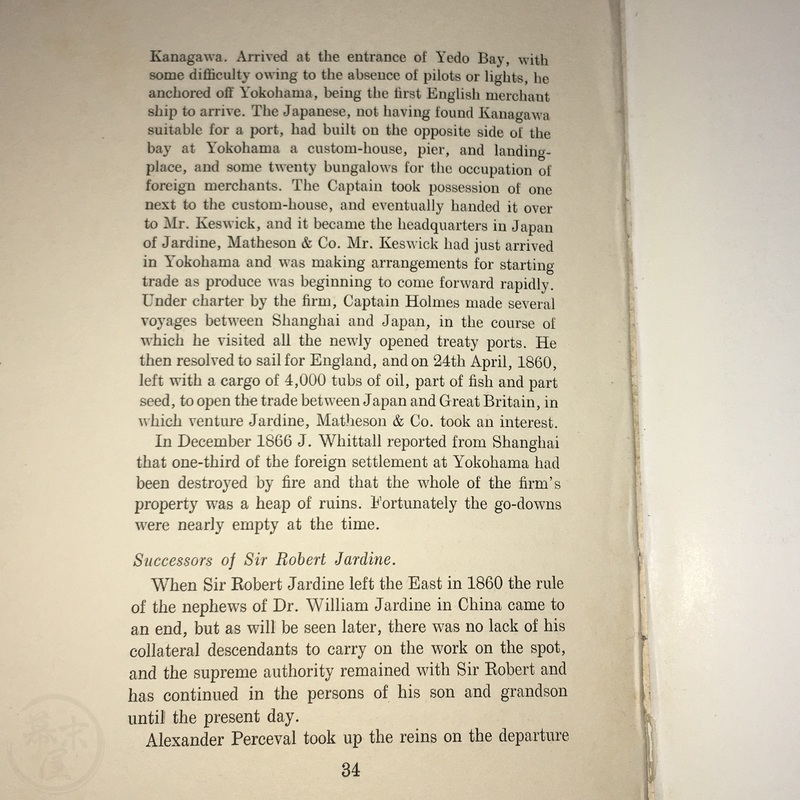 Kanagawa. Arrived at the entrance of Yedo Bay, with
some difficulty owing to the absence of pilots or lights, he
anchored off Yokohama, being the first English merchant
ship to arrive. The Japanese, not having found Kanagawa
suitable for a port, had built on the opposite side of the
bay at Yokohama a custom-house, pier, and landing-
place, and some twenty bungalows for the occupation of
foreign merchants. The Captain took possession of one
next to the custom-house, and eventually handed it over
to Mr. Keswick, and it became the headquarters in Japan
of Jardine, Matheson & Co. Mr. Keswick had just arrived
in Yokohama and was making arrangements for starting
trade as produce was beginning to come forward rapidly.
Under charter by the firm, Captain Holmes made several
voyages between Shanghai and Japan, in the course of
which he visited all the newly opened treaty ports. He
then resolved to sail for England, and on 24th April, 1860,
left with a cargo of 4,000 tubs of oil, part of fish and part
seed, to open the trade between Japan and Great Britain, in
which venture Jardine, Matheson & Co. took an interest.
In December 1866 J. Whittall reported from Shanghai
that one-third of the foreign settlement at Yokohama had
been destroyed by fire and that the whole of the firm's
property was a heap of ruins. Fortunately the go-downs
were nearly empty at the time.
Successors of Sir Robert Jardine.
When Sir Robert Jardine left the East in 1860 the rule
of the nephews of Dr. William Jardine in China came to
an end, but as will be seen later, there was no lack of his
collateral descendants to carry on the work on the spot,
and the supreme authority remained with Sir Robert and
has continued in the persons of his son and grandson
until the present day.
Alexander Perceval took up the reins on the departure
34
幕末屋